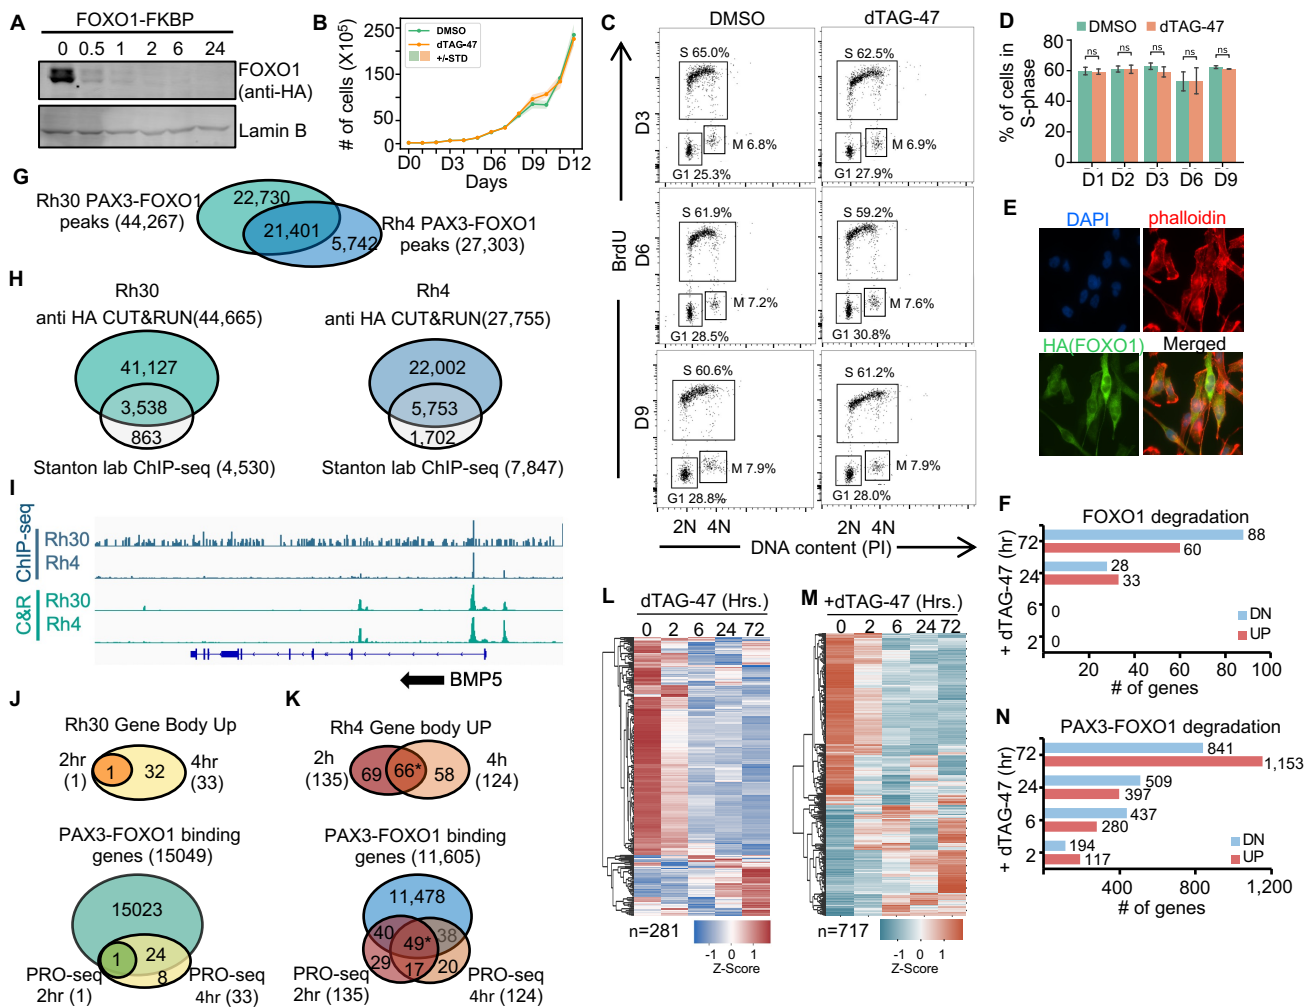 A
FOXO1-FKBP
0 0.5 1 2 6 24
FOXO1
(anti-HA)
Lamin B
B
# of cells (X10⁵)
250
150
50
0
DMSO
dTAG-47
+/-STD
D0 D3 D6 D9 D12
Days
C
DMSO
dTAG-47
BrdU
D3
S 65.0%
M 6.8%
G1 25.3%
S 62.5%
M 6.9%
G1 27.9%
D6
S 61.9%
M 7.2%
G1 28.5%
S 59.2%
M 7.6%
G1 30.8%
D9
S 60.6%
M 7.9%
G1 28.8%
S 61.2%
M 7.9%
G1 28.0%
2N 4N
2N 4N
DNA content (PI)
D
DMSO
dTAG-47
% of cells in
S-phase
80
60
40
20
0
ns ns ns ns ns
D1 D2 D3 D6 D9
E
DAPI
phalloidin
HA(FOXO1)
Merged
F
FOXO1 degradation
+ dTAG-47 (hr)
72
24
6
2
88
60
28
33
0
0
DN
UP
0 20 40 60 80 100
# of genes
G
Rh30 PAX3-FOXO1
peaks (44,267)
22,730
21,401
5,742
Rh4 PAX3-FOXO1
peaks (27,303)
H
Rh30
anti HA CUT&RUN(44,665)
41,127
3,538
863
Stanton lab ChIP-seq (4,530)
Rh4
anti HA CUT&RUN(27,755)
22,002
5,753
1,702
Stanton lab ChIP-seq (7,847)
I
ChIP-seq
Rh30
Rh4
C&R
Rh30
Rh4
BMP5
J
Rh30 Gene Body Up
2hr
(1)
1
32
4hr
(33)
PAX3-FOXO1 binding
genes (15049)
15023
1
24
8
PRO-seq
2hr (1)
PRO-seq
4hr (33)
K
Rh4 Gene body UP
2h
(135)
69
66*
58
4h
(124)
PAX3-FOXO1 binding
genes (11,605)
11,478
40
49*
38
29
17
20
PRO-seq
2hr (135)
PRO-seq
4hr (124)
L
dTAG-47 (Hrs.)
0 2 6 24 72
n=281
-1 0 1
Z-Score
M
+dTAG-47 (Hrs.)
0 2 6 24 72
n=717
-1 0 1
Z-Score
N
PAX3-FOXO1 degradation
+ dTAG-47 (hr)
72
24
6
2
841
1,153
509
397
437
280
194
117
DN
UP
400 800 1,200
# of genes